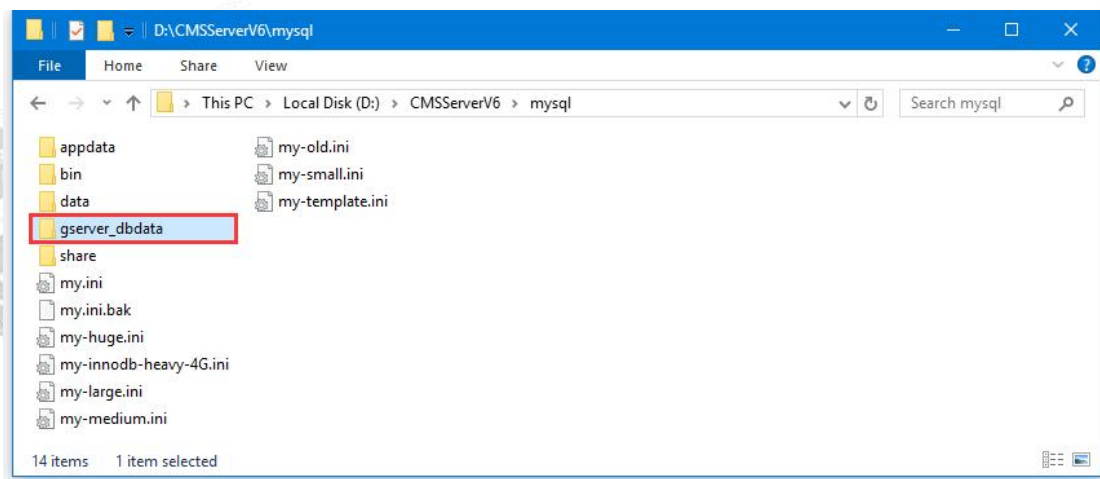 D:\CMSServerV6\mysql
File Home Share View
This PC > Local Disk (D:) > CMSServerV6 > mysql
Search mysql
appdata
bin
data
gserver_dbdata
share
my.ini
my.ini.bak
my-huge.ini
my-innodb-heavy-4G.ini
my-large.ini
my-medium.ini
my-old.ini
my-small.ini
my-template.ini
14 items 1 item selected